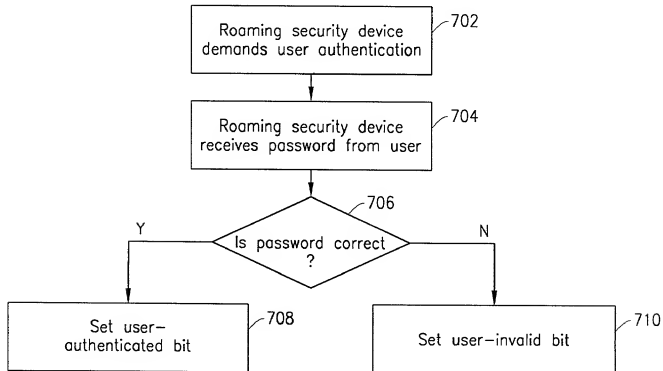 Roaming security device
demands user authentication
702
Roaming security device
receives password from user
704
706
Is password correct
?
Y
N
Set user-
authenticated bit
708
Set user-invalid bit
710